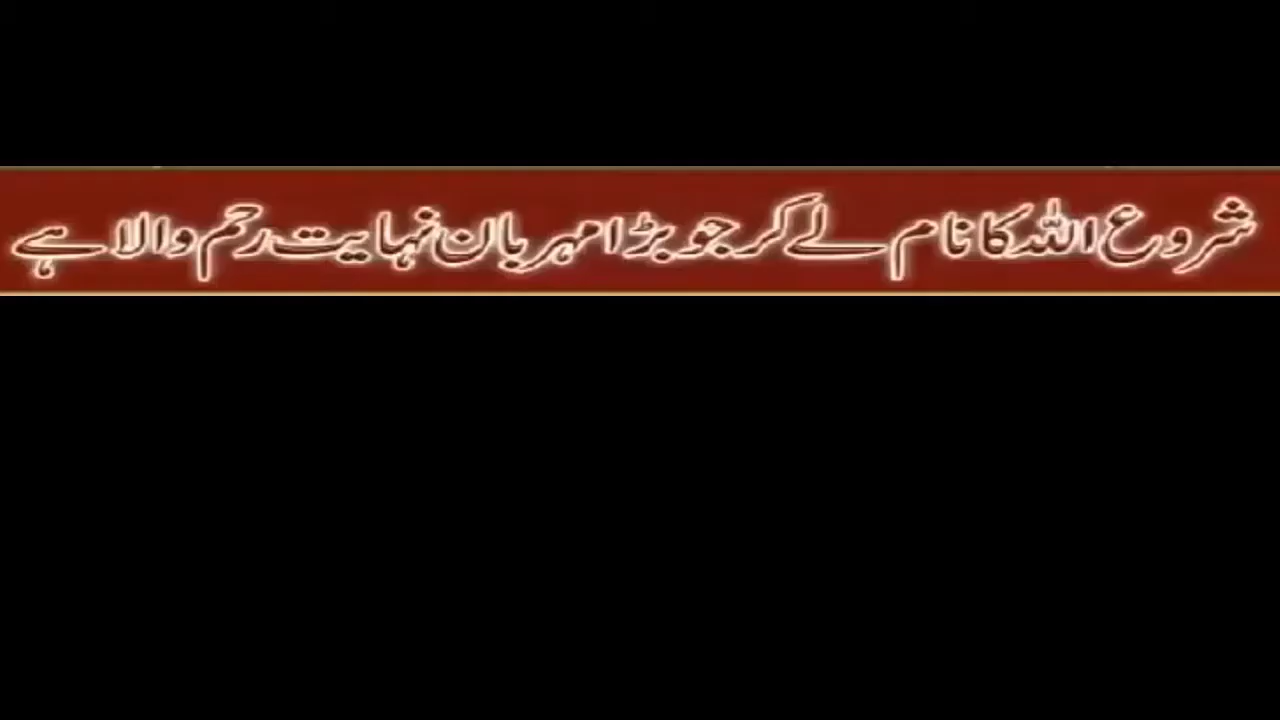 شروع اللہ کا نام لے کر جو بڑا مہربان نہایت رحم والا ہے